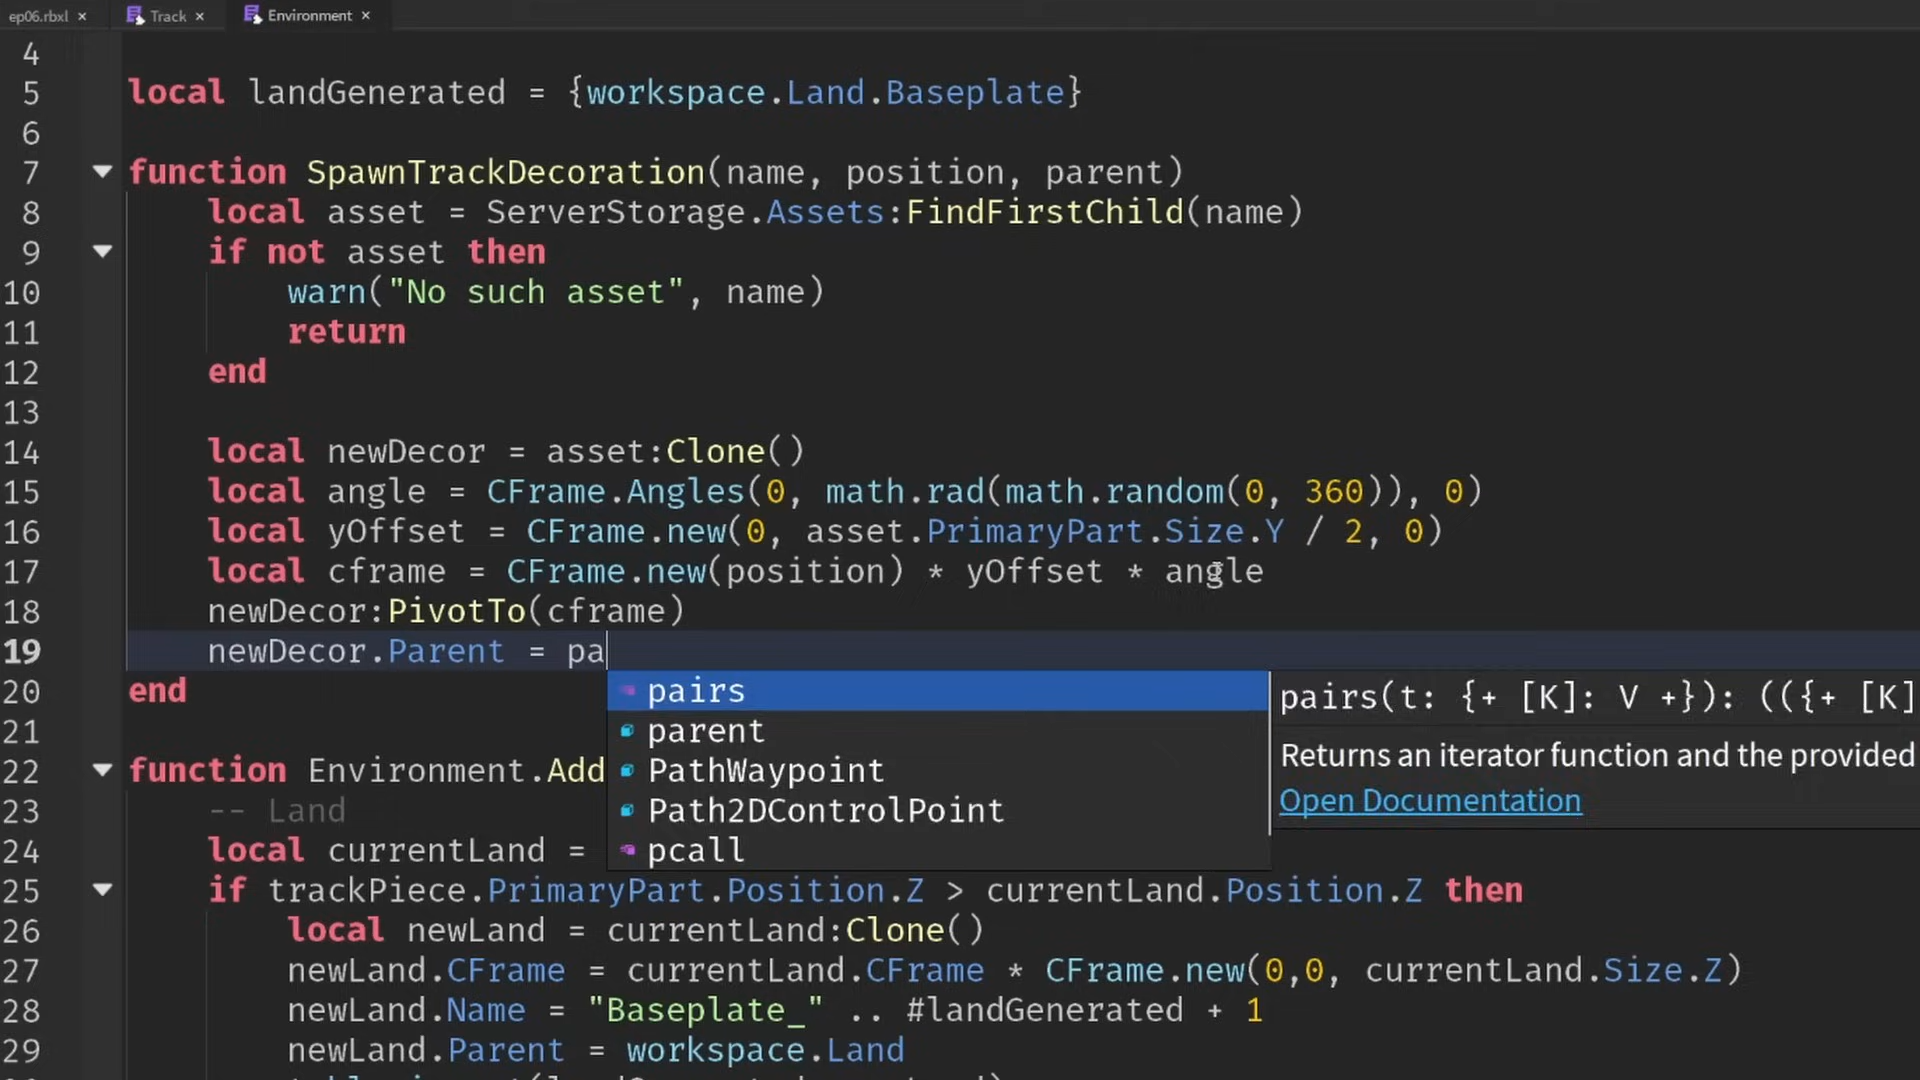 ep06.rbxl × Track × Environment ×
4
5 local landGenerated = {workspace.Land.Baseplate}
6
7 function SpawnTrackDecoration(name, position, parent)
8 local asset = ServerStorage.Assets:FindFirstChild(name)
9 if not asset then
10 warn("No such asset", name)
11 return
12 end
13
14 local newDecor = asset:Clone()
15 local angle = CFrame.Angles(0, math.rad(math.random(0, 360)), 0)
16 local yOffset = CFrame.new(0, asset.PrimaryPart.Size.Y / 2, 0)
17 local cframe = CFrame.new(position) * yOffset * angle
18 newDecor:PivotTo(cframe)
19 newDecor.Parent = pa
20 end
21
22 function Environment.Add
23 -- Land
24 local currentLand =
25 if trackPiece.PrimaryPart.Position.Z > currentLand.Position.Z then
26 local newLand = currentLand:Clone()
27 newLand.CFrame = currentLand.CFrame * CFrame.new(0,0, currentLand.Size.Z)
28 newLand.Name = "Baseplate_" .. #landGenerated + 1
29 newLand.Parent = workspace.Land
pairs
parent
PathWaypoint
Path2DControlPoint
pcall
pairs(t: {+ [K]: V +}): (({+ [K]
Returns an iterator function and the provided
Open Documentation